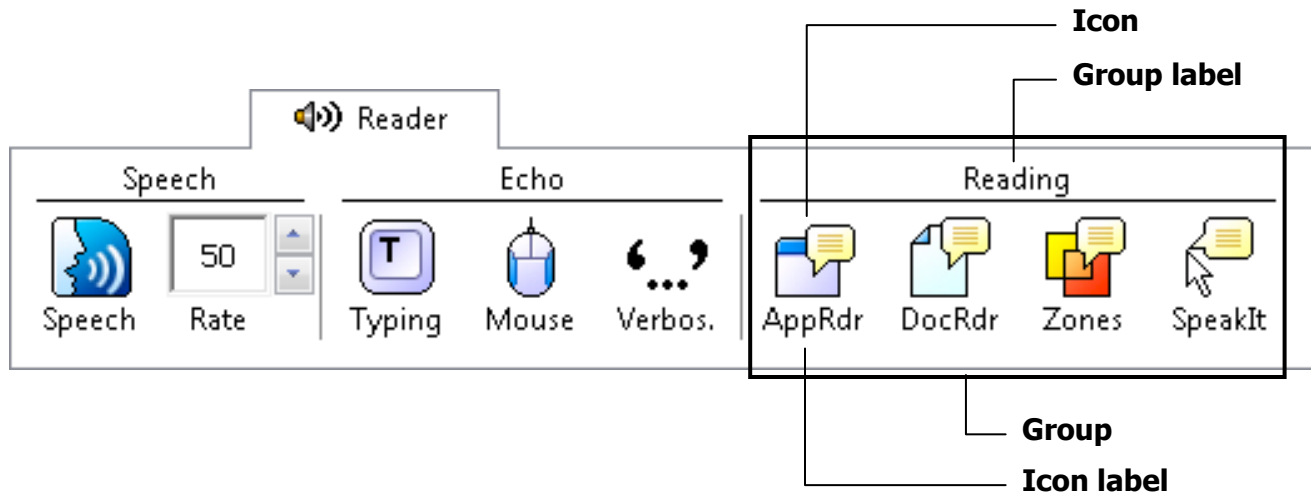 Icon
Group label
Reader
Speech Echo Reading
T
50
Speech Rate Typing Mouse Verbos. AppRdr DocRdr Zones SpeakIt
Group
Icon label